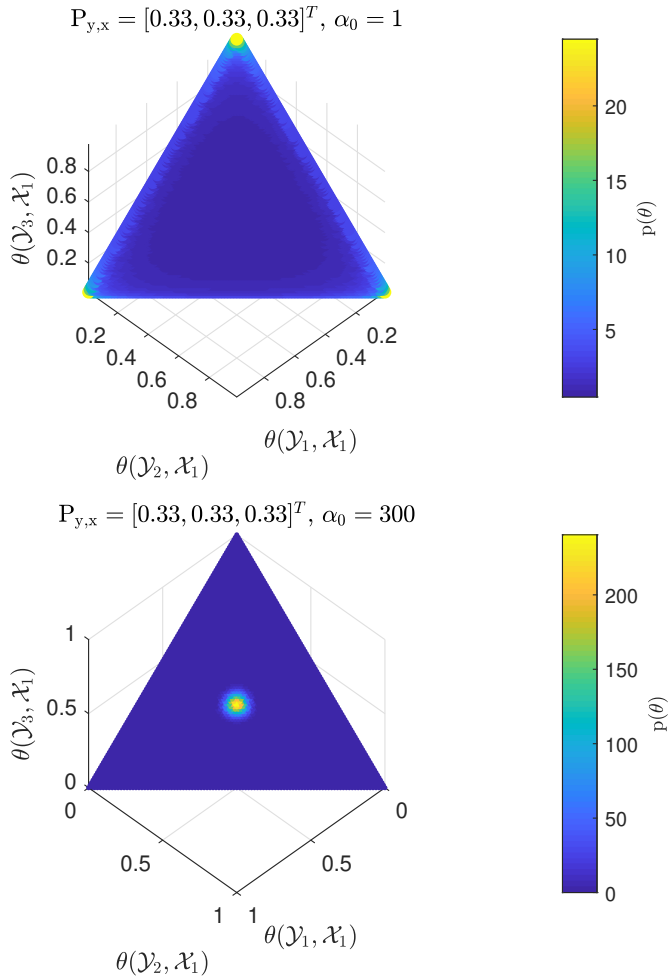 P_{y,x} = [0.33, 0.33, 0.33]^T, α_0 = 1
20
15
10
5
p(θ)
0.8
0.6
0.4
0.2
θ(𝒴_3, 𝒳_1)
0.2 0.2
0.4 0.4
0.6 0.6
0.8 0.8
θ(𝒴_1, 𝒳_1)
θ(𝒴_2, 𝒳_1)
P_{y,x} = [0.33, 0.33, 0.33]^T, α_0 = 300
200
150
100
50
0
p(θ)
1
0.5
0
θ(𝒴_3, 𝒳_1)
0 0
0.5 0.5
1 1
θ(𝒴_1, 𝒳_1)
θ(𝒴_2, 𝒳_1)